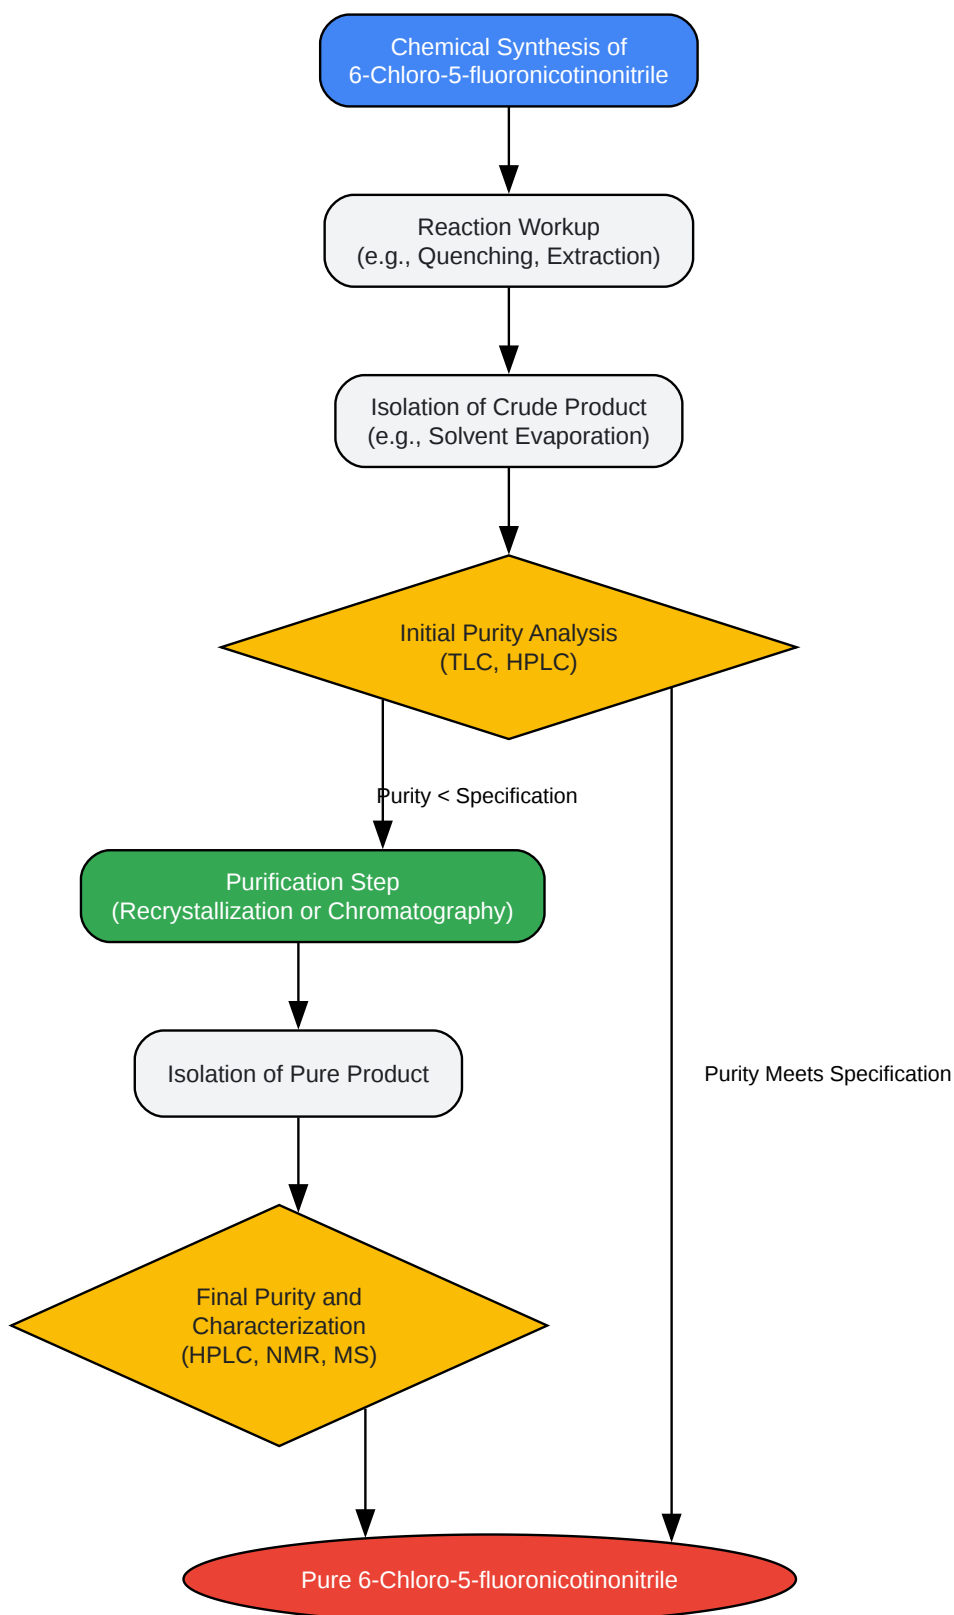 Chemical Synthesis of
6-Chloro-5-fluoronicotinonitrile
Reaction Workup
(e.g., Quenching, Extraction)
Isolation of Crude Product
(e.g., Solvent Evaporation)
Initial Purity Analysis
(TLC, HPLC)
Purity < Specification
Purification Step
(Recrystallization or Chromatography)
Isolation of Pure Product
Purity Meets Specification
Final Purity and
Characterization
(HPLC, NMR, MS)
Pure 6-Chloro-5-fluoronicotinonitrile